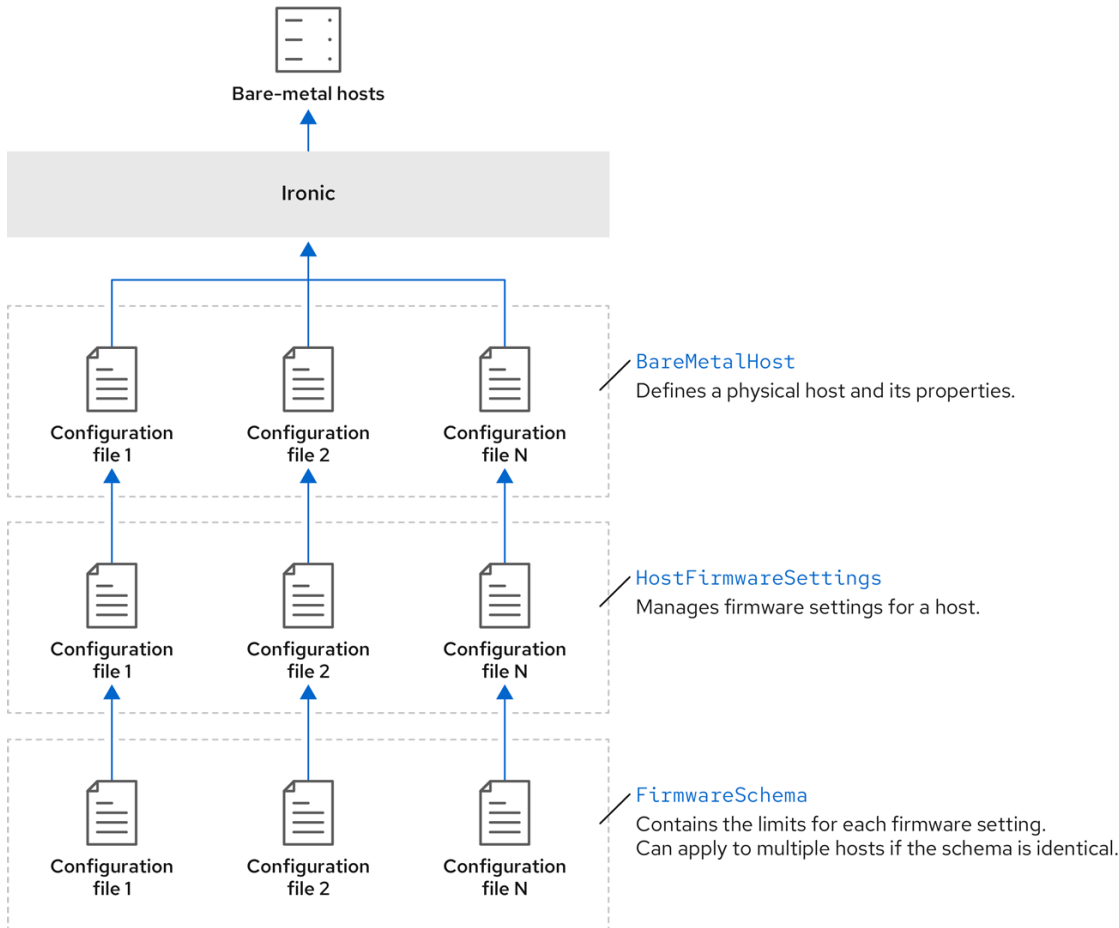 Bare-metal hosts
Ironic
BareMetalHost
Defines a physical host and its properties.
Configuration
file 1
Configuration
file 2
Configuration
file N
HostFirmwareSettings
Manages firmware settings for a host.
Configuration
file 1
Configuration
file 2
Configuration
file N
FirmwareSchema
Contains the limits for each firmware setting.
Can apply to multiple hosts if the schema is identical.
Configuration
file 1
Configuration
file 2
Configuration
file N